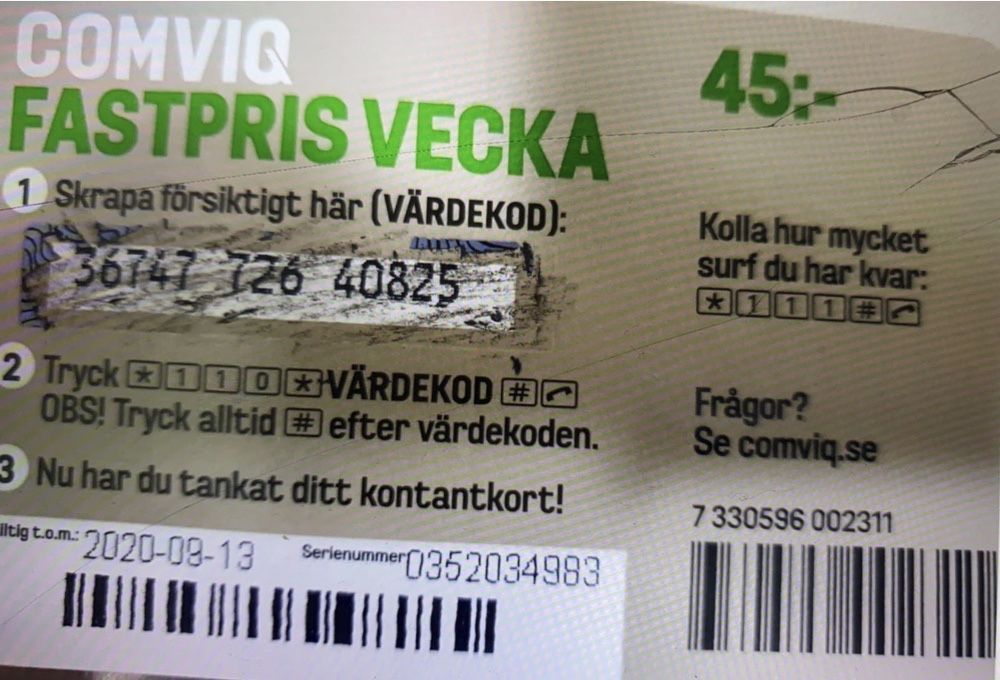 COMVIQ
FASTPRIS VECKA
45:-
1 Skrapa försiktigt här (VÄRDEKOD):
36747 726 40825
2 Tryck *110*VÄRDEKOD #
OBS! Tryck alltid # efter värdekoden.
3 Nu har du tankat ditt kontantkort!
iltig t.o.m.: 2020-09-13 Serienummer 0352034983
Kolla hur mycket
surf du har kvar:
*111#
Frågor?
Se comviq.se
7 330596 002311